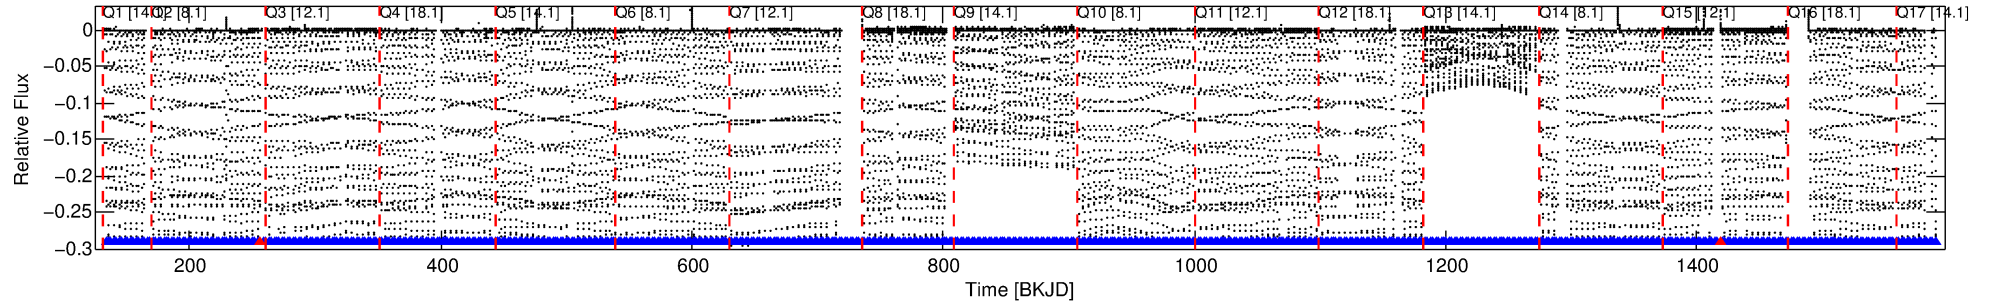 Q1 [14.1] Q2 [8.1] Q3 [12.1] Q4 [18.1] Q5 [14.1] Q6 [8.1] Q7 [12.1] Q8 [18.1] Q9 [14.1] Q10 [8.1] Q11 [12.1] Q12 [18.1] Q13 [14.1] Q14 [8.1] Q15 [12.1] Q16 [18.1] Q17 [14.1]
Relative Flux
0
−0.05
−0.1
−0.15
−0.2
−0.25
−0.3
200 400 600 800 1000 1200 1400
Time [BKJD]